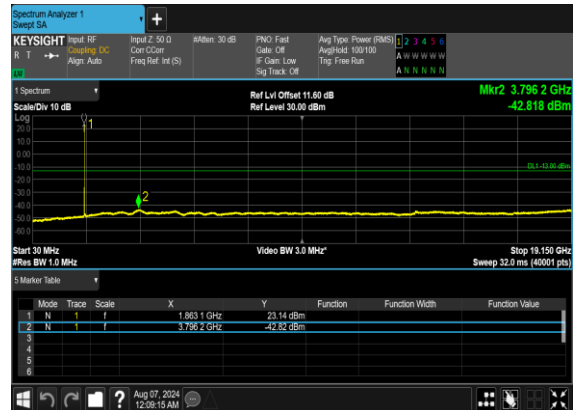 Spectrum Analyzer 1
Swept SA
+
KEYSIGHT Input: RF Input Z: 50 Ω #Atten: 30 dB PNO: Fast Avg Type: Power (RMS) 1 2 3 4 5 6
R T Coupling: DC Corr CCorr Gate: Off Avg|Hold: 100/100 A W W W W W
Align: Auto Freq Ref: Int (S) IF Gain: Low Trig: Free Run
Sig Track: Off A N N N N N
LW
1 Spectrum
Scale/Div 10 dB
Ref Lvl Offset 11.60 dB
Ref Level 30.00 dBm
Mkr2 3.796 2 GHz
-42.818 dBm
Log
20.0
10.0
0.00
-10.0
-20.0
-30.0
-40.0
-50.0
-60.0
1
2
DL1 -13.00 dBm
Start 30 MHz Video BW 3.0 MHz* Stop 19.150 GHz
#Res BW 1.0 MHz Sweep 32.0 ms (40001 pts)
5 Marker Table
Mode Trace Scale X Y Function Function Width Function Value
1 N 1 f 1.863 1 GHz 23.14 dBm
2 N 1 f 3.796 2 GHz -42.82 dBm
3
4
5
6
?
Aug 07, 2024
12:09:15 AM